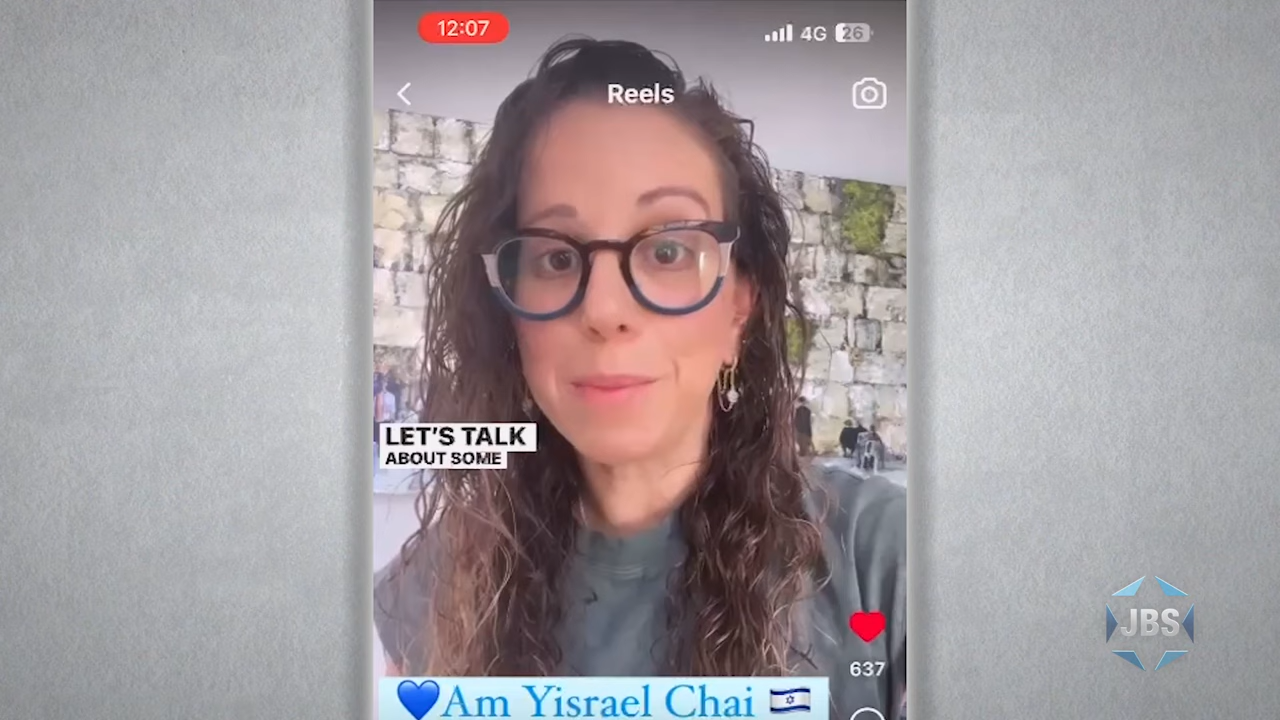 12:07
4G
26
Reels
LET'S TALK
ABOUT SOME
JBS
637
💙Am Yisrael Chai 🇮🇱